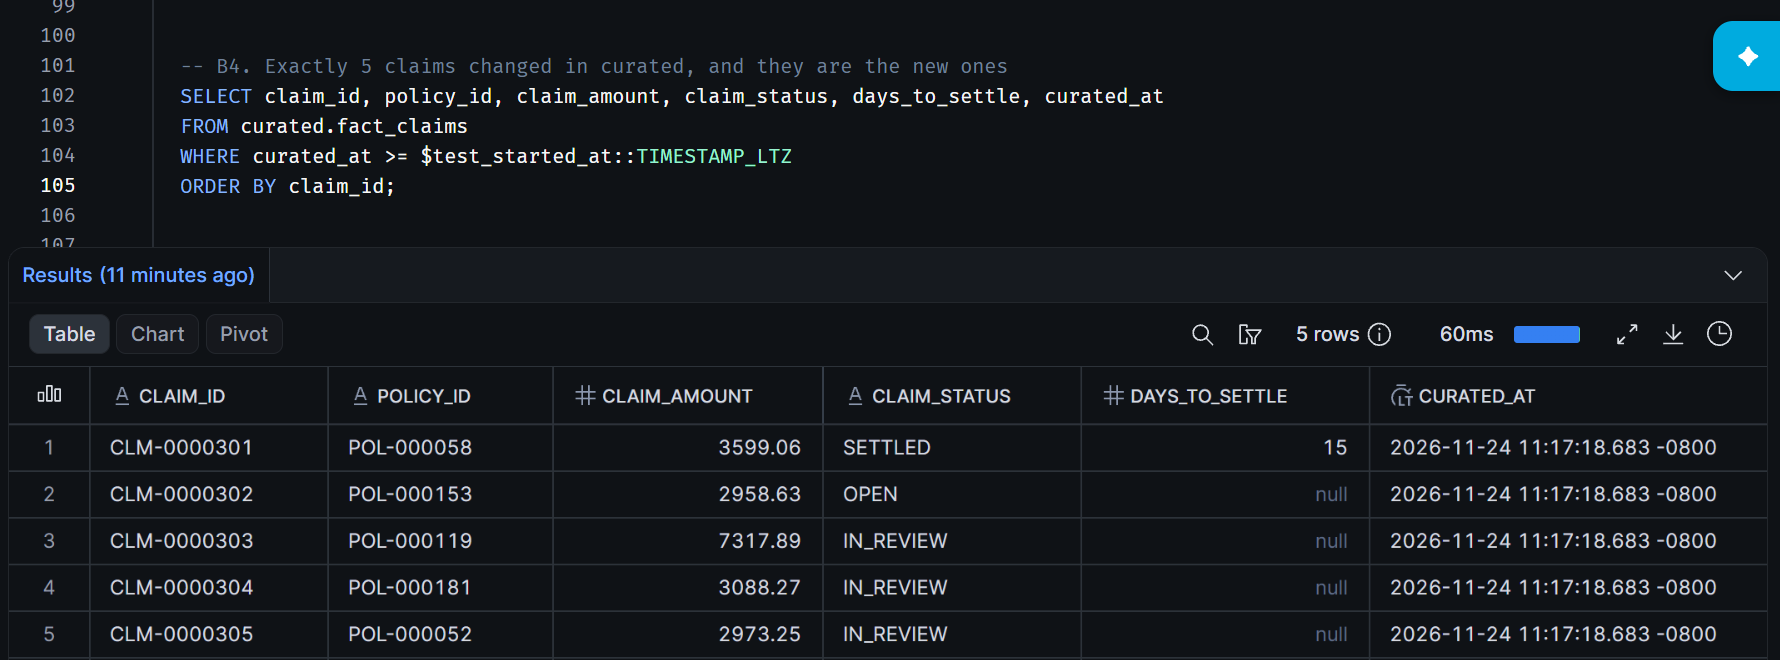 99
100
101 -- B4. Exactly 5 claims changed in curated, and they are the new ones
102 SELECT claim_id, policy_id, claim_amount, claim_status, days_to_settle, curated_at
103 FROM curated.fact_claims
104 WHERE curated_at >= $test_started_at::TIMESTAMP_LTZ
105 ORDER BY claim_id;
106
107
Results (11 minutes ago)
Table Chart Pivot 5 rows 60ms
CLAIM_ID POLICY_ID CLAIM_AMOUNT CLAIM_STATUS DAYS_TO_SETTLE CURATED_AT
1 CLM-0000301 POL-000058 3599.06 SETTLED 15 2026-11-24 11:17:18.683 -0800
2 CLM-0000302 POL-000153 2958.63 OPEN null 2026-11-24 11:17:18.683 -0800
3 CLM-0000303 POL-000119 7317.89 IN_REVIEW null 2026-11-24 11:17:18.683 -0800
4 CLM-0000304 POL-000181 3088.27 IN_REVIEW null 2026-11-24 11:17:18.683 -0800
5 CLM-0000305 POL-000052 2973.25 IN_REVIEW null 2026-11-24 11:17:18.683 -0800